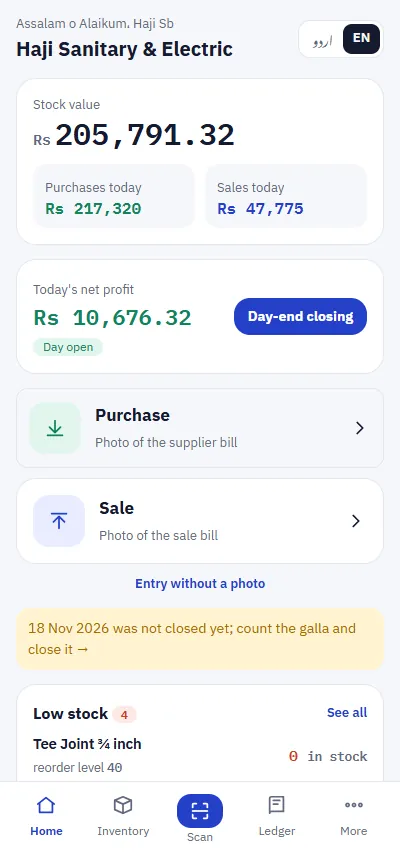 Assalam o Alaikum، Haji Sb
Haji Sanitary & Electric
اردو
EN
Stock value
Rs 205,791.32
Purchases today
Rs 217,320
Sales today
Rs 47,775
Today's net profit
Rs 10,676.32
Day-end closing
Day open
Purchase
Photo of the supplier bill
Sale
Photo of the sale bill
Entry without a photo
18 Nov 2026 was not closed yet; count the galla and
close it →
Low stock 4
See all
Tee Joint ¾ inch
reorder level 40
0 in stock
Home
Inventory
Scan
Ledger
More